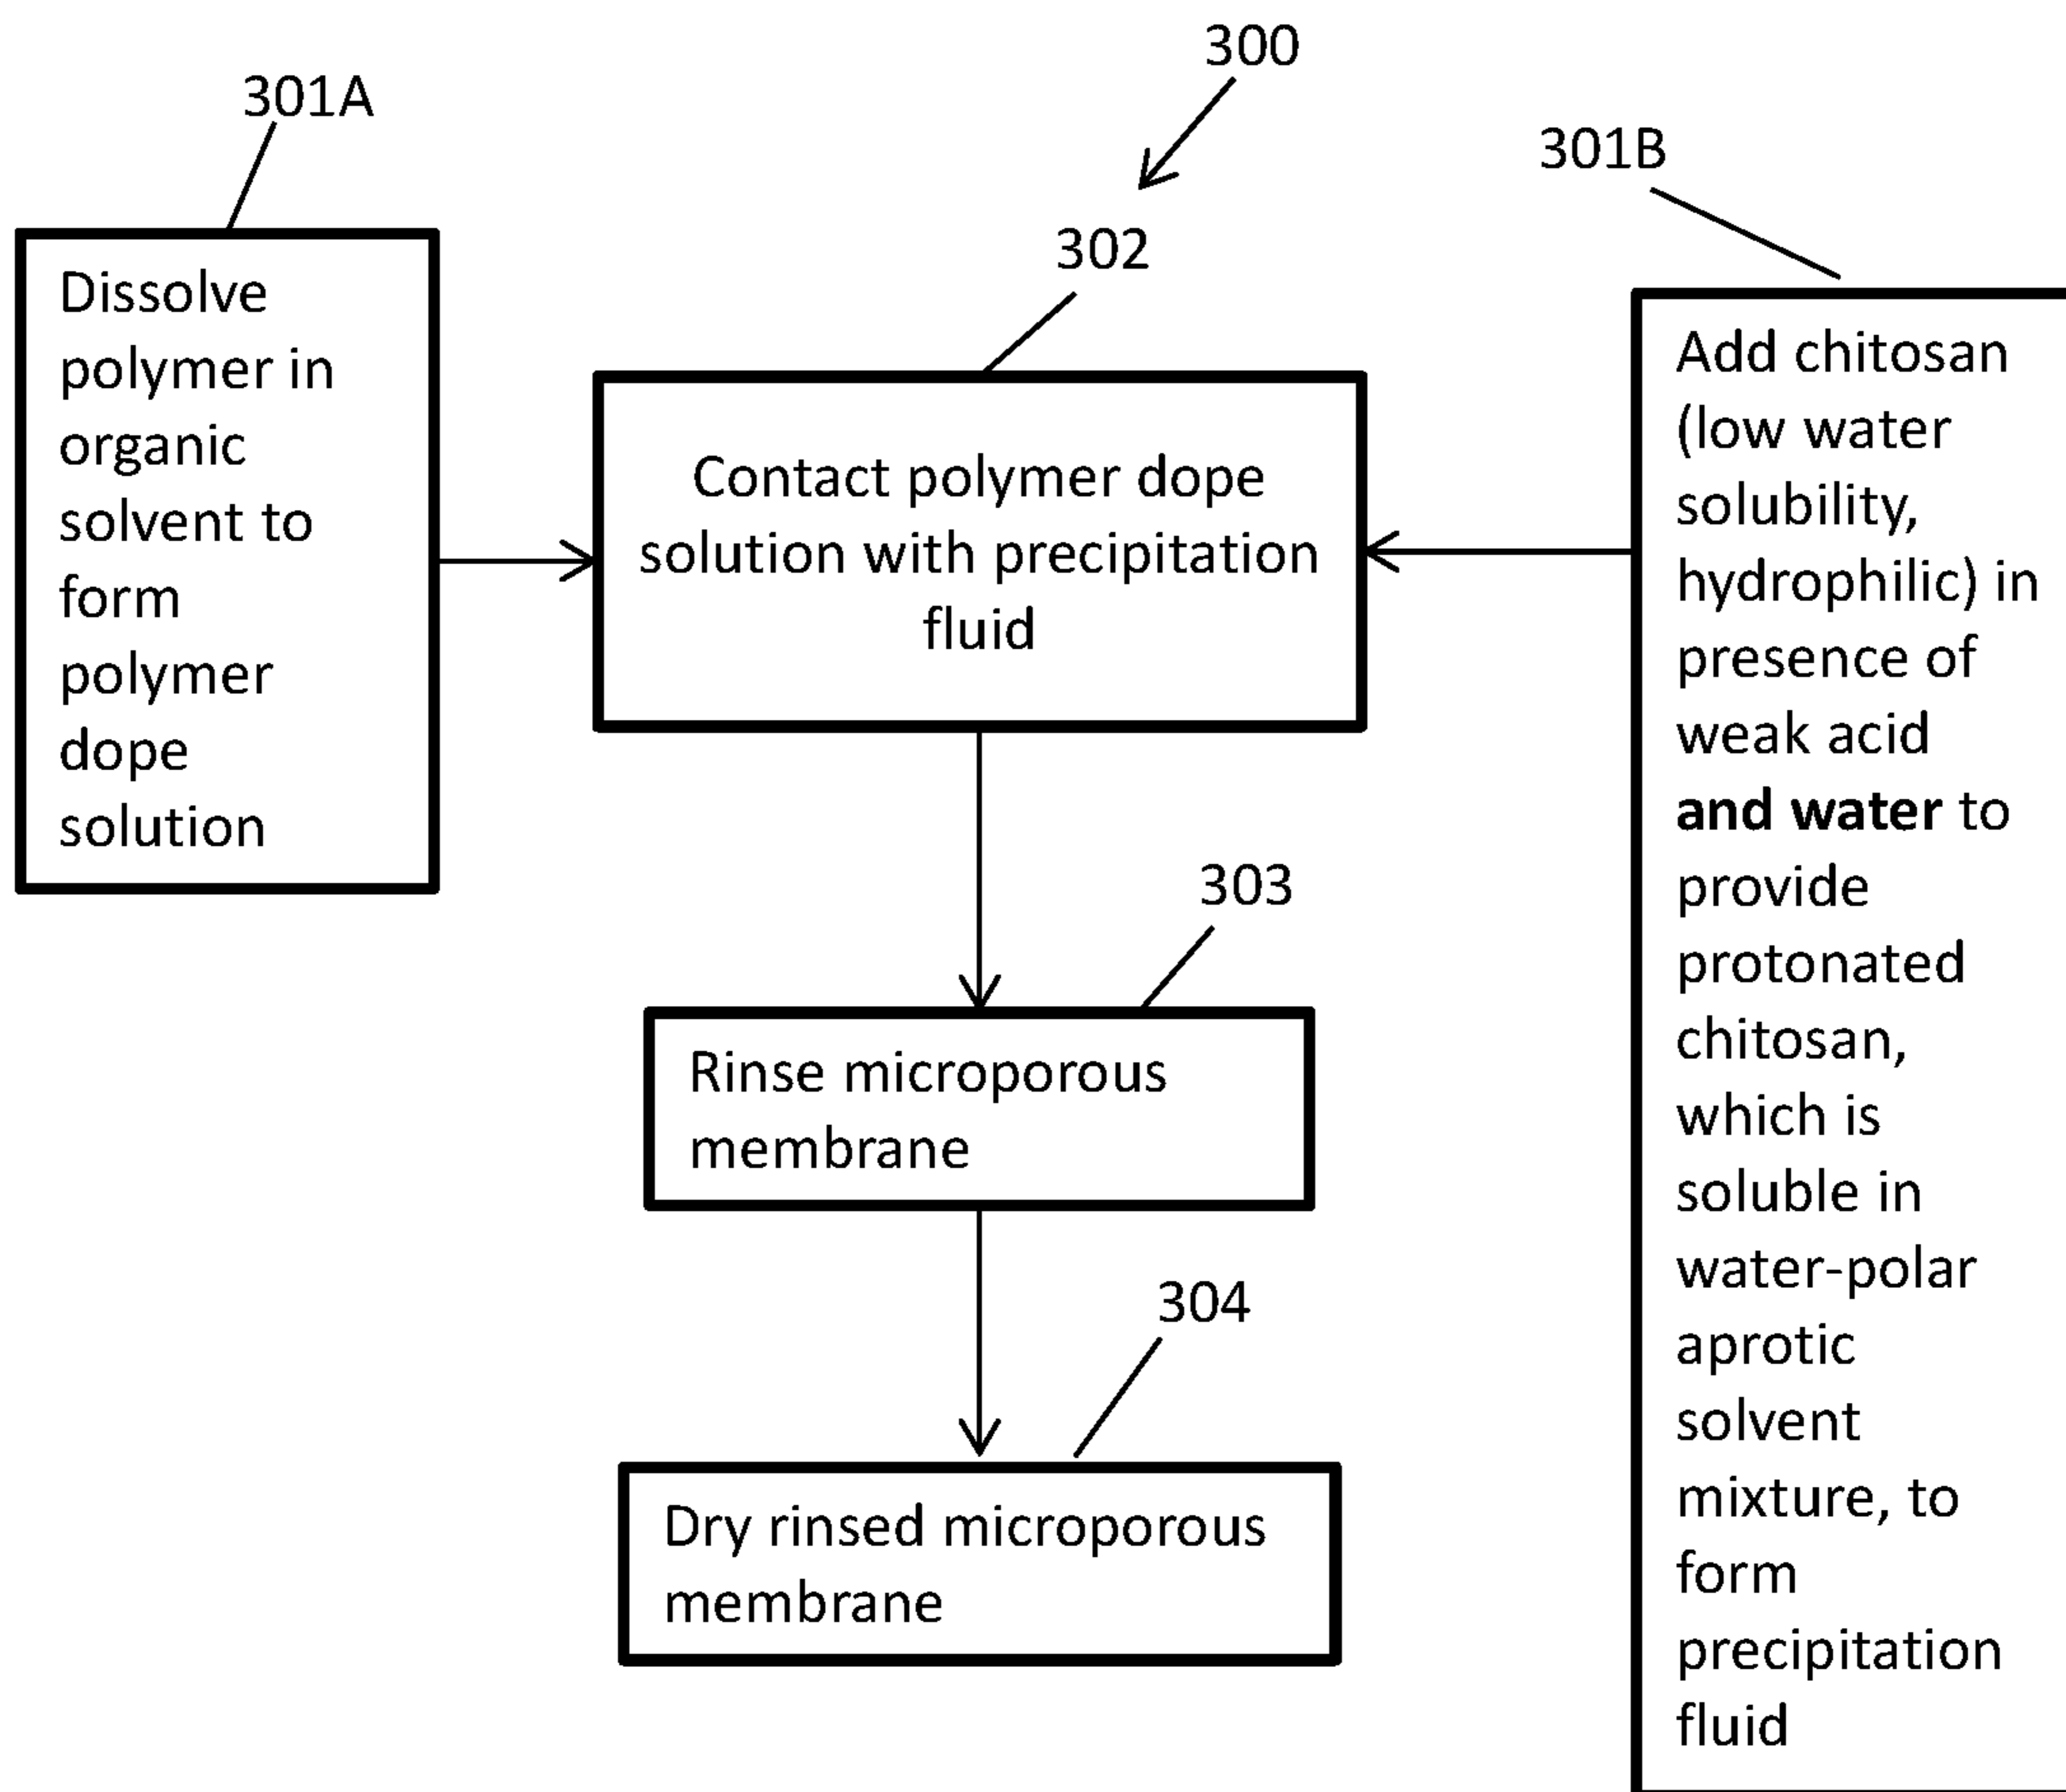 300
301A
301B
302
Dissolve
polymer in
organic
solvent to
form
polymer
dope
solution
Contact polymer dope
solution with precipitation
fluid
Add chitosan
(low water
solubility,
hydrophilic) in
presence of
weak acid
and water to
provide
protonated
chitosan,
which is
soluble in
water-polar
aprotic
solvent
mixture, to
form
precipitation
fluid
303
Rinse microporous
membrane
304
Dry rinsed microporous
membrane